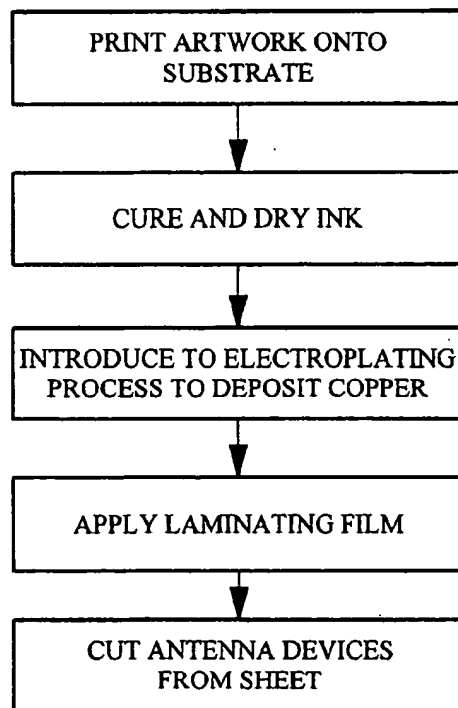 PRINT ARTWORK ONTO
SUBSTRATE
CURE AND DRY INK
INTRODUCE TO ELECTROPLATING
PROCESS TO DEPOSIT COPPER
APPLY LAMINATING FILM
CUT ANTENNA DEVICES
FROM SHEET